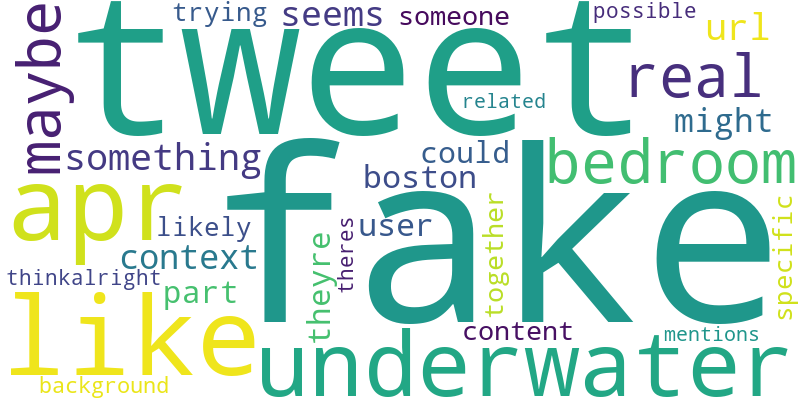 trying
seems
someone
possible
url
tweet
maybe
real
related
might
something
could
bedroom
boston
apr
fake
likely
user
theres
theyre
together
specific
context
thinkalright
part
like
content
mentions
underwater
background